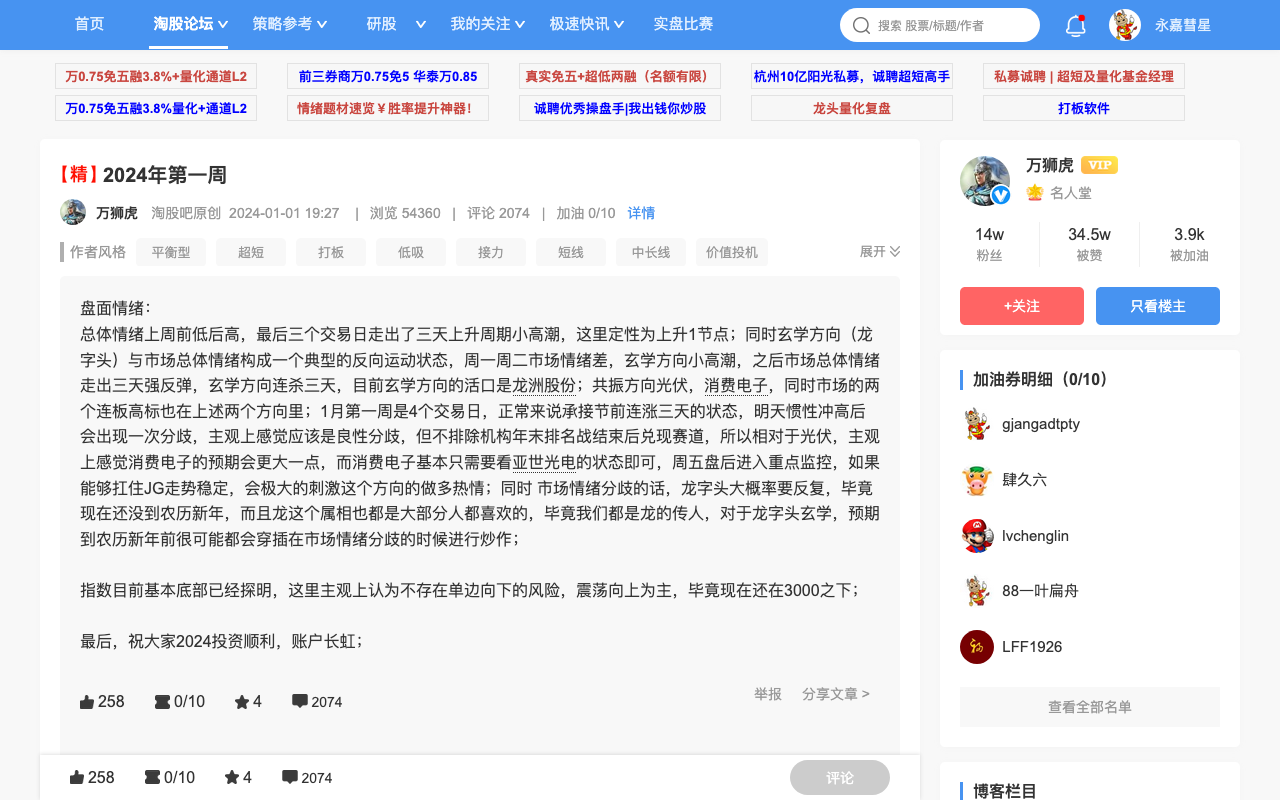 首页 淘股论坛 策略参考 研股 我的关注 极速快讯 实盘比赛 搜索 股票/标题/作者 永嘉彗星
万0.75免五融3.8%+量化通道L2 前三券商万0.75免5 华泰万0.85 真实免五+超低两融（名额有限） 杭州10亿阳光私募，诚聘超短高手 私募诚聘 | 超短及量化基金经理
万0.75免五融3.8%量化+通道L2 情绪题材速览￥胜率提升神器！ 诚聘优秀操盘手|我出钱你炒股 龙头量化复盘 打板软件
【精】2024年第一周
万狮虎 淘股吧原创 2024-01-01 19:27 | 浏览 54360 | 评论 2074 | 加油 0/10 详情
作者风格 平衡型 超短 打板 低吸 接力 短线 中长线 价值投机 展开
盘面情绪：
总体情绪上周前低后高，最后三个交易日走出了三天上升周期小高潮，这里定性为上升1节点；同时玄学方向（龙
字头）与市场总体情绪构成一个典型的反向运动状态，周一周二市场情绪差，玄学方向小高潮，之后市场总体情绪
走出三天强反弹，玄学方向连杀三天，目前玄学方向的活口是龙洲股份；共振方向光伏，消费电子，同时市场的两
个连板高标也在上述两个方向里；1月第一周是4个交易日，正常来说承接节前连涨三天的状态，明天惯性冲高后
会出现一次分歧，主观上感觉应该是良性分歧，但不排除机构年末排名战结束后兑现赛道，所以相对于光伏，主观
上感觉消费电子的预期会更大一点，而消费电子基本只需要看亚世光电的状态即可，周五盘后进入重点监控，如果
能够扛住JG走势稳定，会极大的刺激这个方向的做多热情；同时 市场情绪分歧的话，龙字头大概率要反复，毕竟
现在还没到农历新年，而且龙这个属相也都是大部分人都喜欢的，毕竟我们都是龙的传人，对于龙字头玄学，预期
到农历新年前很可能都会穿插在市场情绪分歧的时候进行炒作；
指数目前基本底部已经探明，这里主观上认为不存在单边向下的风险，震荡向上为主，毕竟现在还在3000之下；
最后，祝大家2024投资顺利，账户长虹；
258 0/10 4 2074 举报 分享文章 >
258 0/10 4 2074 评论
万狮虎 VIP
名人堂
14w 34.5w 3.9k
粉丝 被赞 被加油
+关注 只看楼主
加油券明细（0/10）
gjangadtpty
肆久六
lvchenglin
88一叶扁舟
LFF1926
查看全部名单
博客栏目